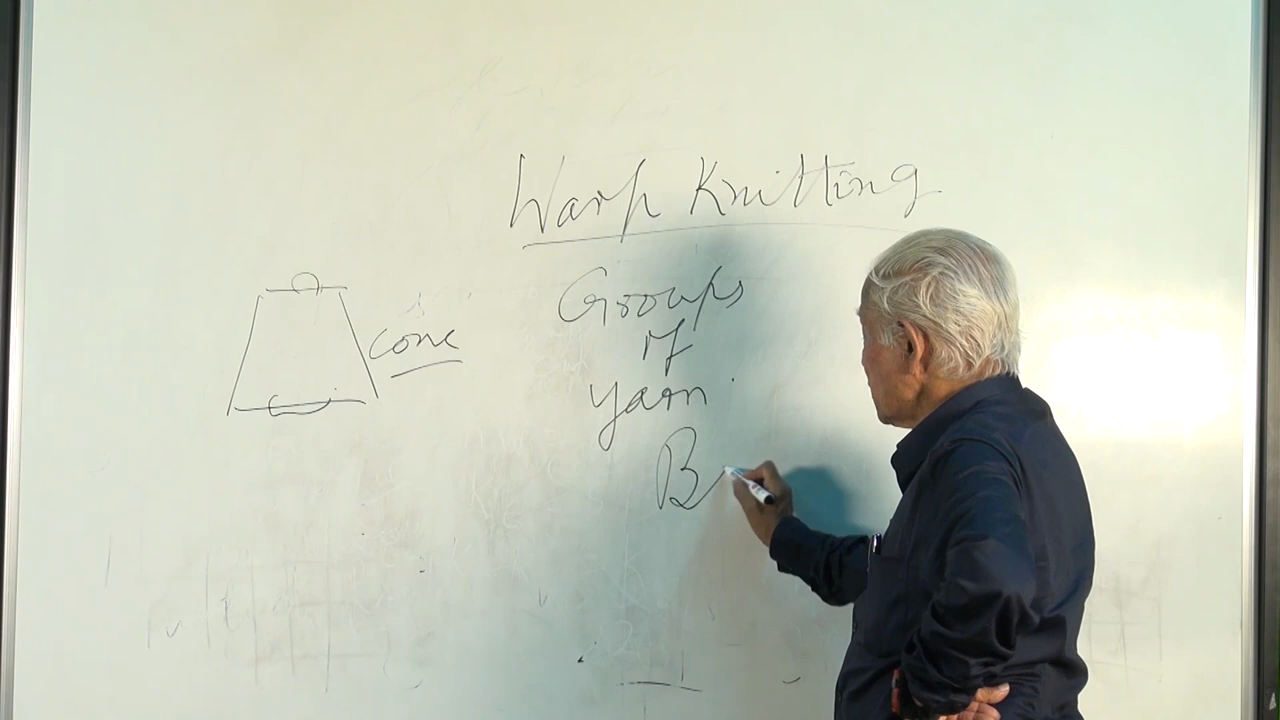 Warp Knitting
Groups
of
yarn
B
cone